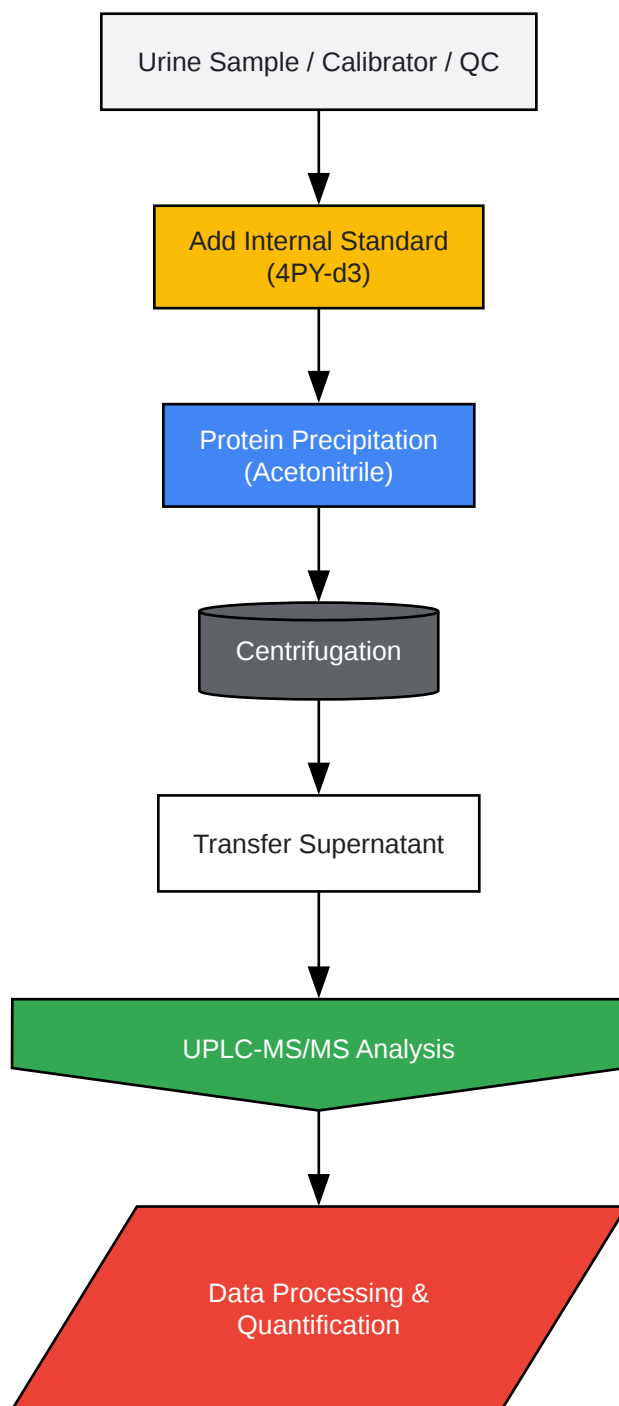 Urine Sample / Calibrator / QC
Add Internal Standard
(4PY-d3)
Protein Precipitation
(Acetonitrile)
Centrifugation
Transfer Supernatant
UPLC-MS/MS Analysis
Data Processing &
Quantification